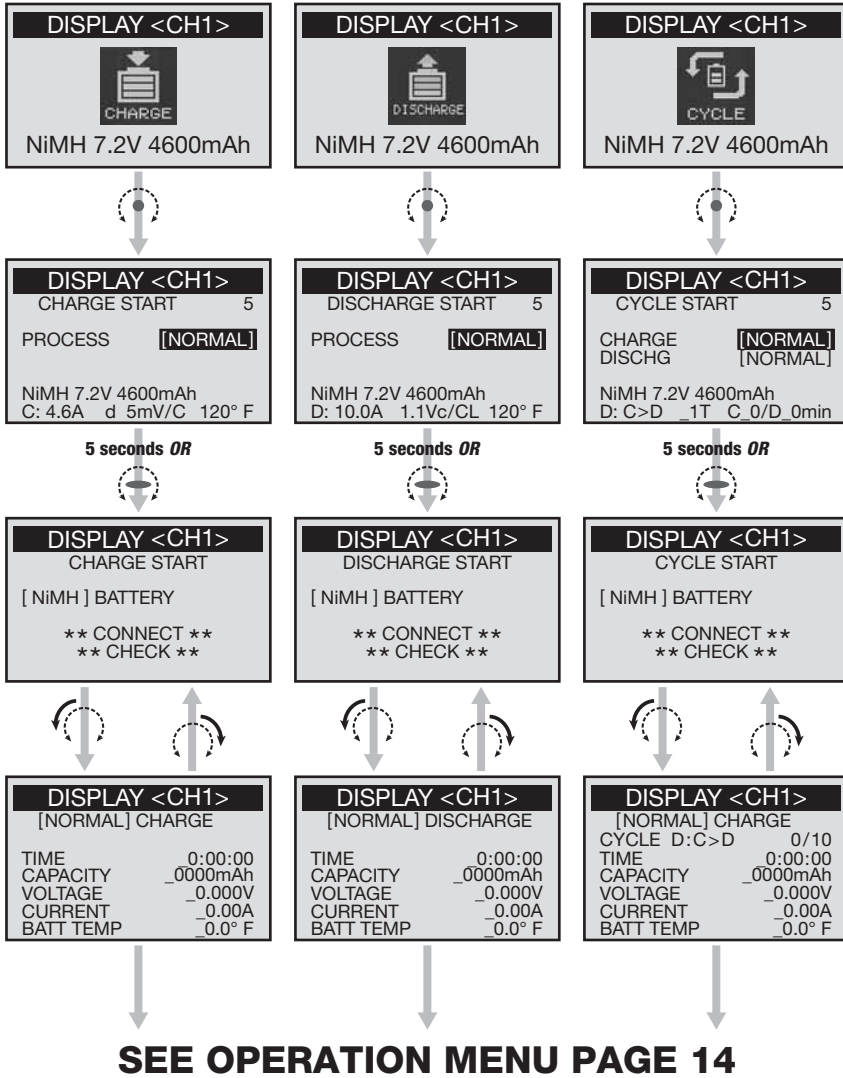 DISPLAY <CH1>
CHARGE
NiMH 7.2V 4600mAh
DISPLAY <CH1>
DISCHARGE
NiMH 7.2V 4600mAh
DISPLAY <CH1>
CYCLE
NiMH 7.2V 4600mAh
DISPLAY <CH1>
CHARGE START 5
PROCESS [NORMAL]
NiMH 7.2V 4600mAh
C: 4.6A d 5mV/C 120° F
DISPLAY <CH1>
DISCHARGE START 5
PROCESS [NORMAL]
NiMH 7.2V 4600mAh
D: 10.0A 1.1Vc/CL 120° F
DISPLAY <CH1>
CYCLE START 5
CHARGE [NORMAL]
DISCHG [NORMAL]
NiMH 7.2V 4600mAh
D: C>D _1T C_0/D_0min
5 seconds OR
5 seconds OR
5 seconds OR
DISPLAY <CH1>
CHARGE START
[ NiMH ] BATTERY
** CONNECT **
** CHECK **
DISPLAY <CH1>
DISCHARGE START
[ NiMH ] BATTERY
** CONNECT **
** CHECK **
DISPLAY <CH1>
CYCLE START
[ NiMH ] BATTERY
** CONNECT **
** CHECK **
DISPLAY <CH1>
[NORMAL] CHARGE
TIME _0:00:00
CAPACITY _0000mAh
VOLTAGE _0.000V
CURRENT _0.00A
BATT TEMP _0.0° F
DISPLAY <CH1>
[NORMAL] DISCHARGE
TIME _0:00:00
CAPACITY _0000mAh
VOLTAGE _0.000V
CURRENT _0.00A
BATT TEMP _0.0° F
DISPLAY <CH1>
[NORMAL] CHARGE
CYCLE D:C>D 0/10
TIME _0:00:00
CAPACITY _0000mAh
VOLTAGE _0.000V
CURRENT _0.00A
BATT TEMP _0.0° F
SEE OPERATION MENU PAGE 14